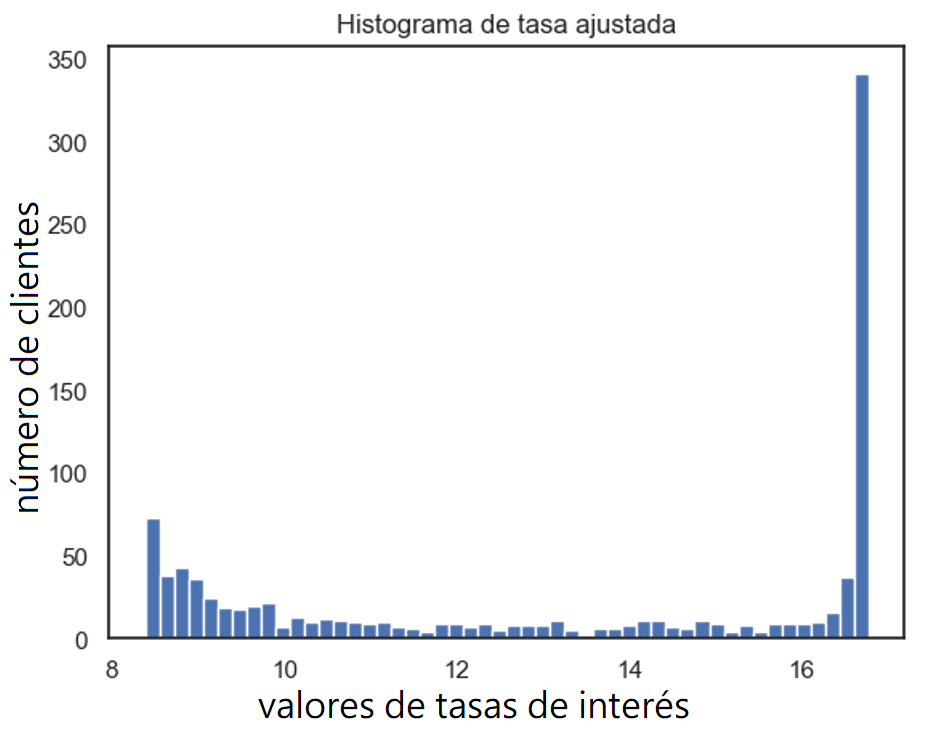 Histograma de tasa ajustada
350
300
250
200
150
100
50
0
número de clientes
8 10 12 14 16
valores de tasas de interés